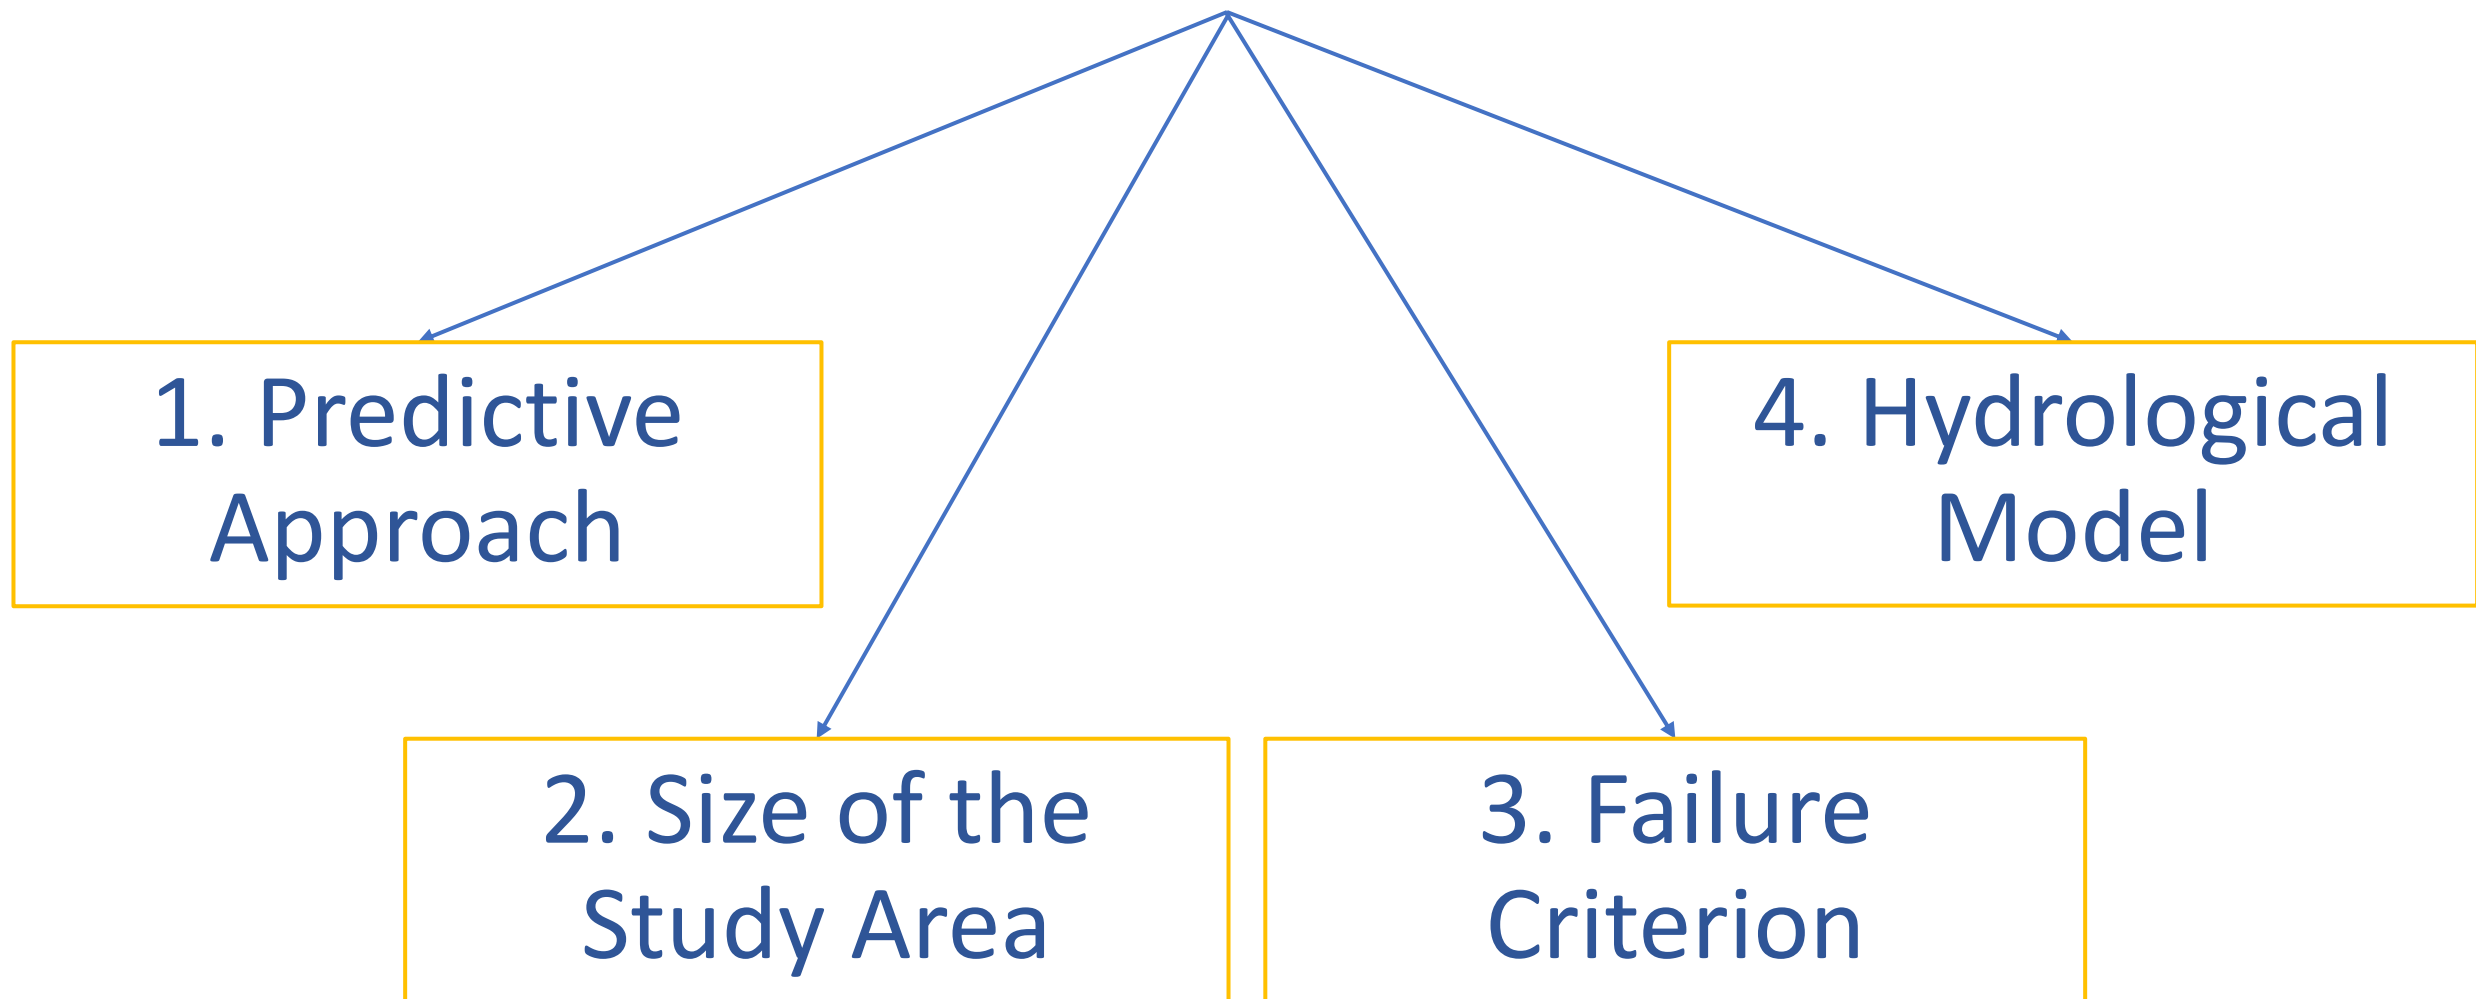 1. Predictive
Approach
4. Hydrological
Model
2. Size of the
Study Area
3. Failure
Criterion